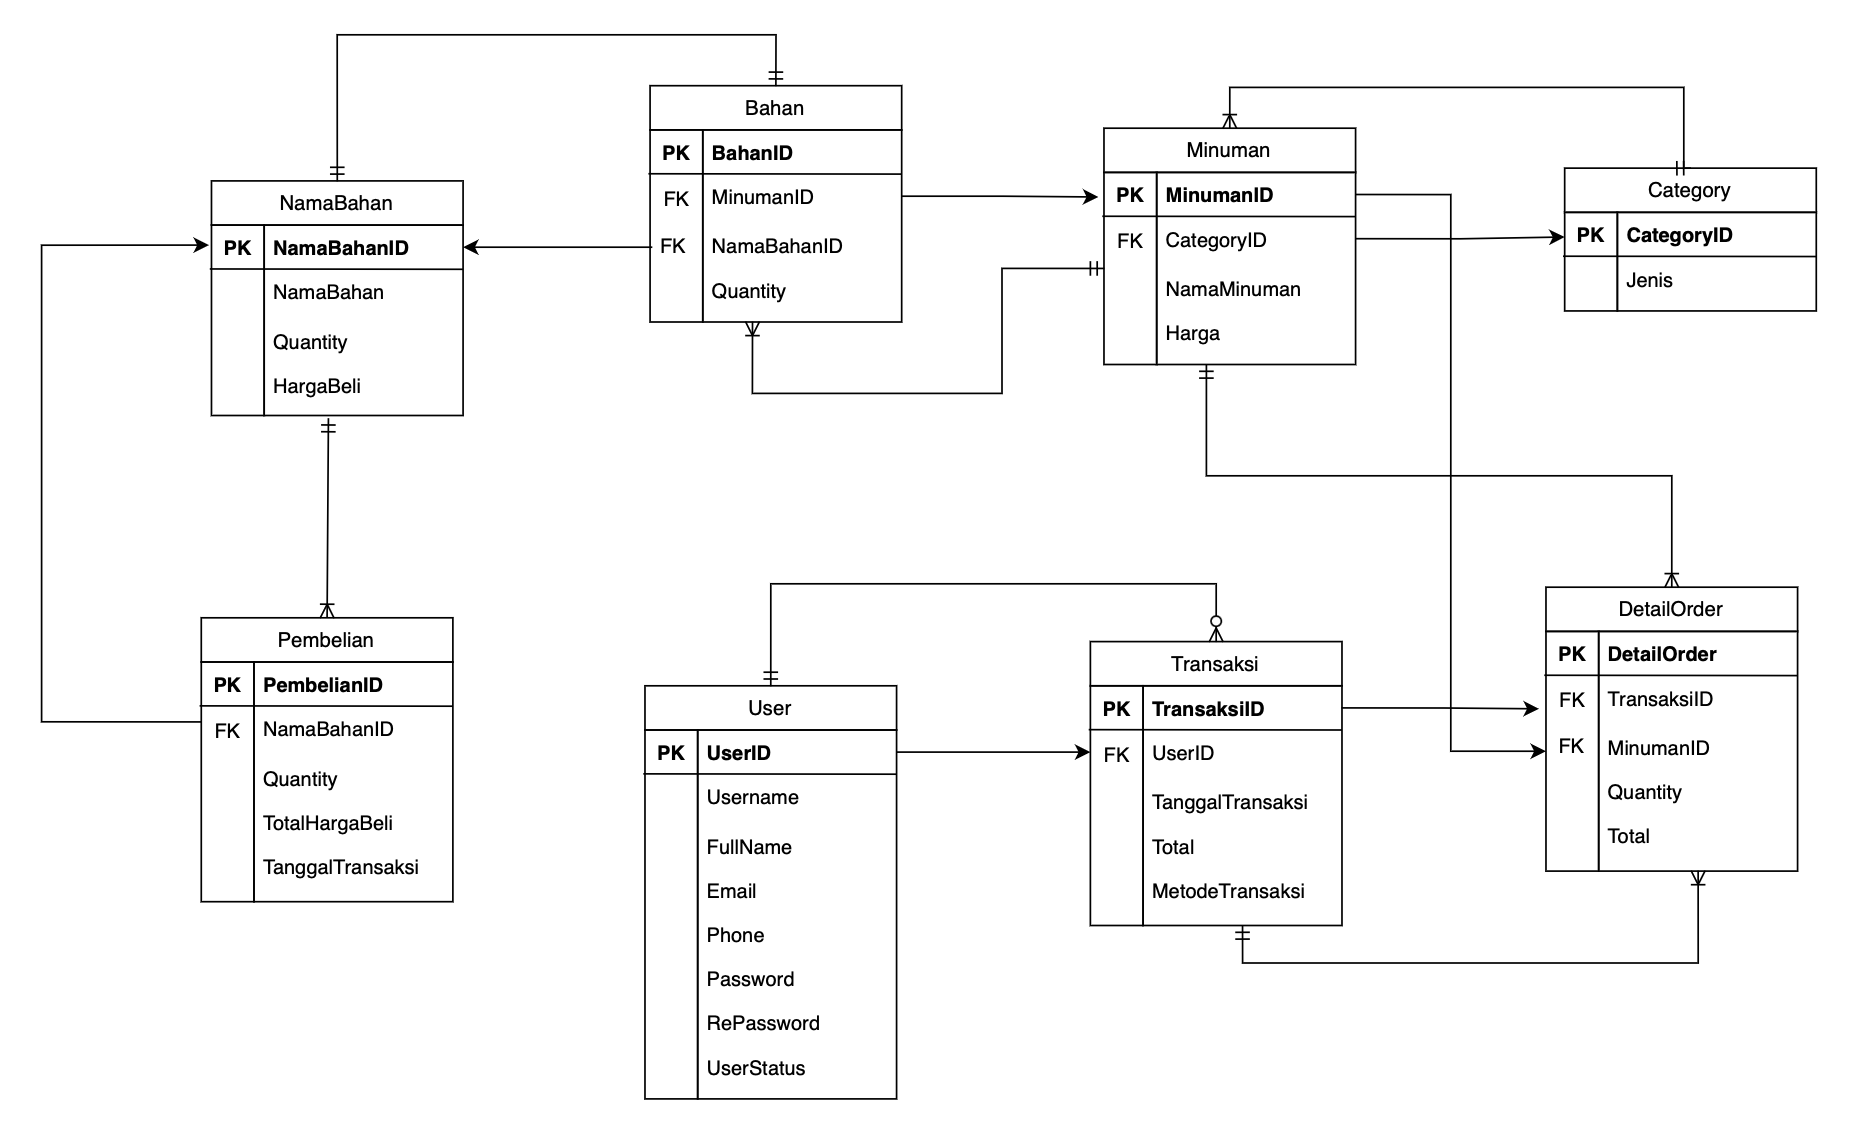 Bahan
PK BahanID
FK MinumanID
FK NamaBahanID
Quantity
Minuman
PK MinumanID
FK CategoryID
NamaMinuman
Harga
Category
PK CategoryID
Jenis
NamaBahan
PK NamaBahanID
NamaBahan
Quantity
HargaBeli
Pembelian
PK PembelianID
FK NamaBahanID
Quantity
TotalHargaBeli
TanggalTransaksi
User
PK UserID
Username
FullName
Email
Phone
Password
RePassword
UserStatus
Transaksi
PK TransaksiID
FK UserID
TanggalTransaksi
Total
MetodeTransaksi
DetailOrder
PK DetailOrder
FK TransaksiID
FK MinumanID
Quantity
Total